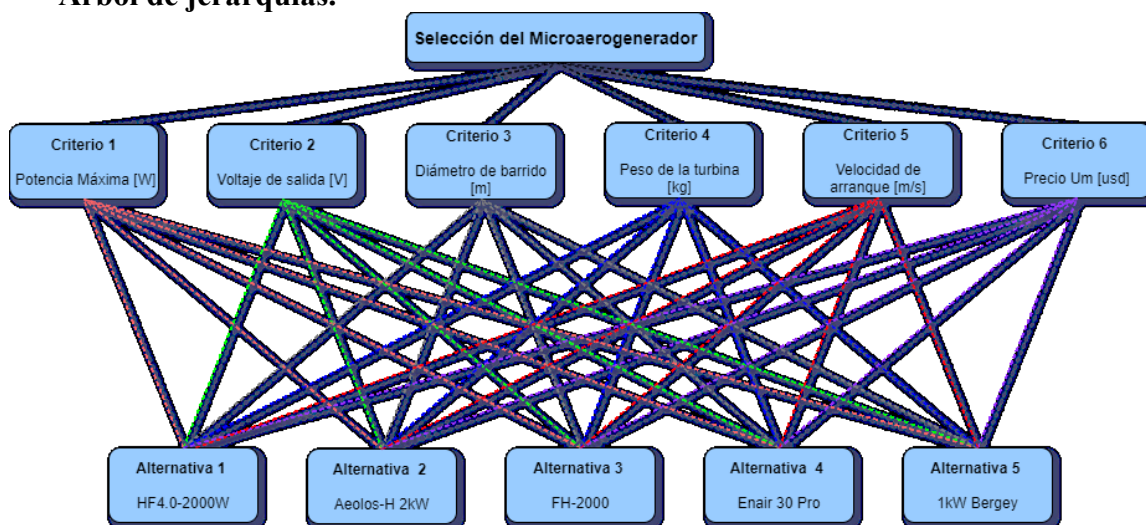 Árbol de jerarquías.
Selección del Microaerogenerador
Criterio 1
Potencia Máxima [W]
Criterio 2
Voltaje de salida [V]
Criterio 3
Diámetro de barrido
[m]
Criterio 4
Peso de la turbina
[kg]
Criterio 5
Velocidad de
arranque [m/s]
Criterio 6
Precio Um [usd]
Alternativa 1
HF4.0-2000W
Alternativa 2
Aeolos-H 2kW
Alternativa 3
FH-2000
Alternativa 4
Enair 30 Pro
Alternativa 5
1kW Bergey